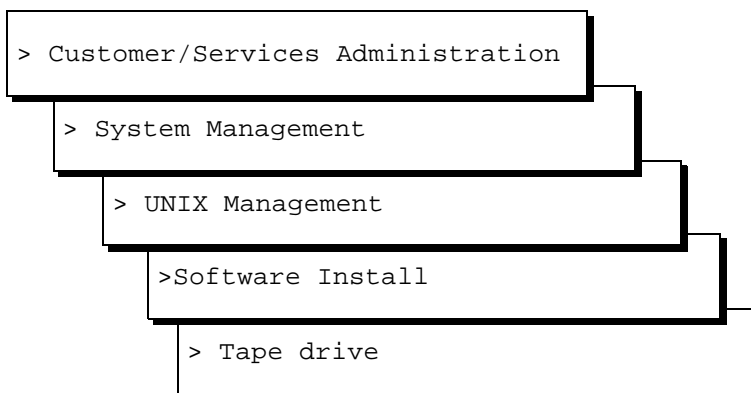 > Customer/Services Administration
> System Management
> UNIX Management
>Software Install
> Tape drive